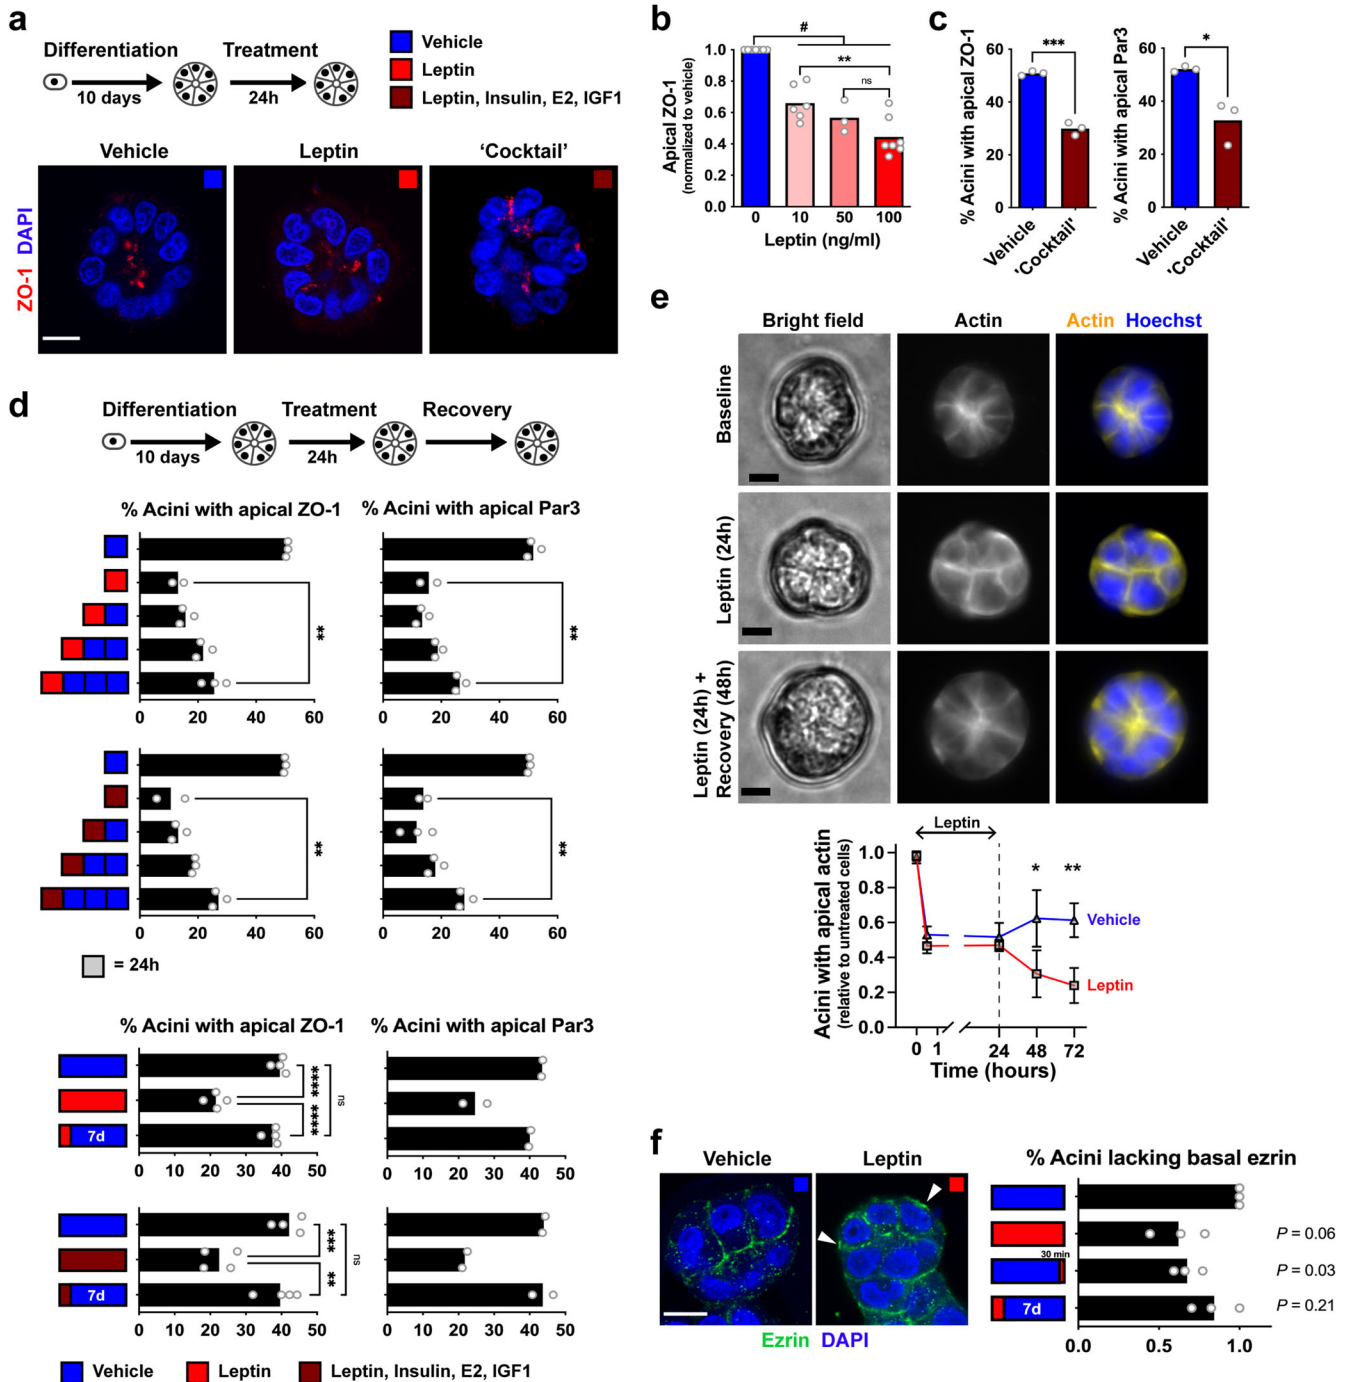 a
Differentiation
Treatment
10 days
24h
Vehicle
Leptin
Leptin, Insulin, E2, IGF1
Vehicle
Leptin
'Cocktail'
ZO-1 DAPI
b
Apical ZO-1
(normalized to vehicle)
1.0
0.8
0.6
0.4
0.2
0.0
#
**
ns
0
10
50
100
Leptin (ng/ml)
c
% Acini with apical ZO-1
60
40
20
0
***
Vehicle
'Cocktail'
% Acini with apical Par3
60
40
20
0
*
Vehicle
'Cocktail'
d
Differentiation
Treatment
Recovery
10 days
24h
% Acini with apical ZO-1
% Acini with apical Par3
**
**
0 20 40 60
0 20 40 60
**
**
0 20 40 60
0 20 40 60
= 24h
% Acini with apical ZO-1
% Acini with apical Par3
7d
****
****
ns
0 10 20 30 40 50
0 10 20 30 40 50
7d
***
**
ns
0 10 20 30 40 50
0 10 20 30 40 50
Vehicle
Leptin
Leptin, Insulin, E2, IGF1
e
Bright field
Actin
Actin Hoechst
Baseline
Leptin (24h)
Leptin (24h) +
Recovery (48h)
Leptin
Acini with apical actin
(relative to untreated cells)
1.0
0.8
0.6
0.4
0.2
0.0
*
**
Vehicle
Leptin
0 1 24 48 72
Time (hours)
f
Vehicle
Leptin
Ezrin DAPI
% Acini lacking basal ezrin
P = 0.06
30 min
P = 0.03
7d
P = 0.21
0.0 0.5 1.0